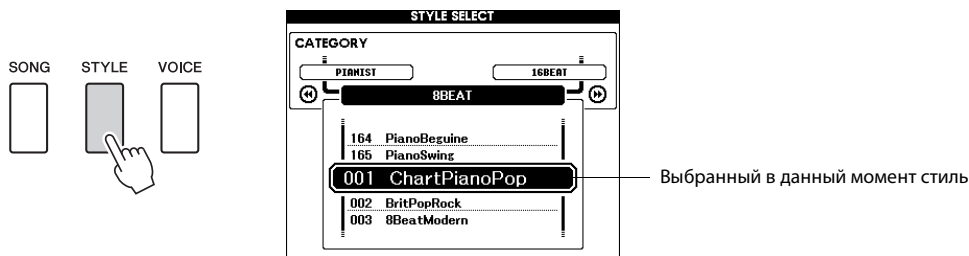 STYLE SELECT
CATEGORY
SONG STYLE VOICE
PIANIST 16BEAT
8BEAT
164 PianoBeguine
165 PianoSwing
001 ChartPianoPop
Выбранный в данный момент стиль
002 BritPopRock
003 8BeatModern